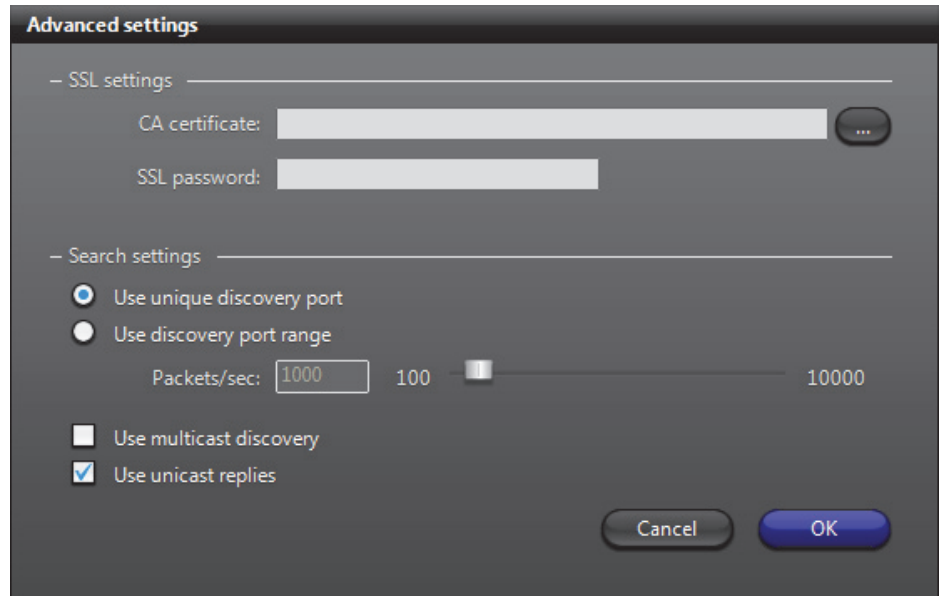 Advanced settings
SSL settings
CA certificate:
...
SSL password:
Search settings
Use unique discovery port
Use discovery port range
Packets/sec: 1000 100 10000
Use multicast discovery
Use unicast replies
Cancel OK